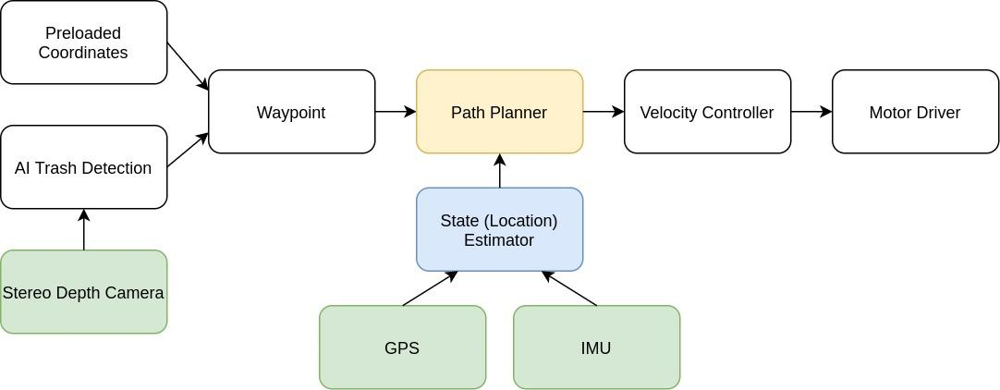 Preloaded
Coordinates
Waypoint
Path Planner
Velocity Controller
Motor Driver
AI Trash Detection
State (Location)
Estimator
Stereo Depth Camera
GPS
IMU